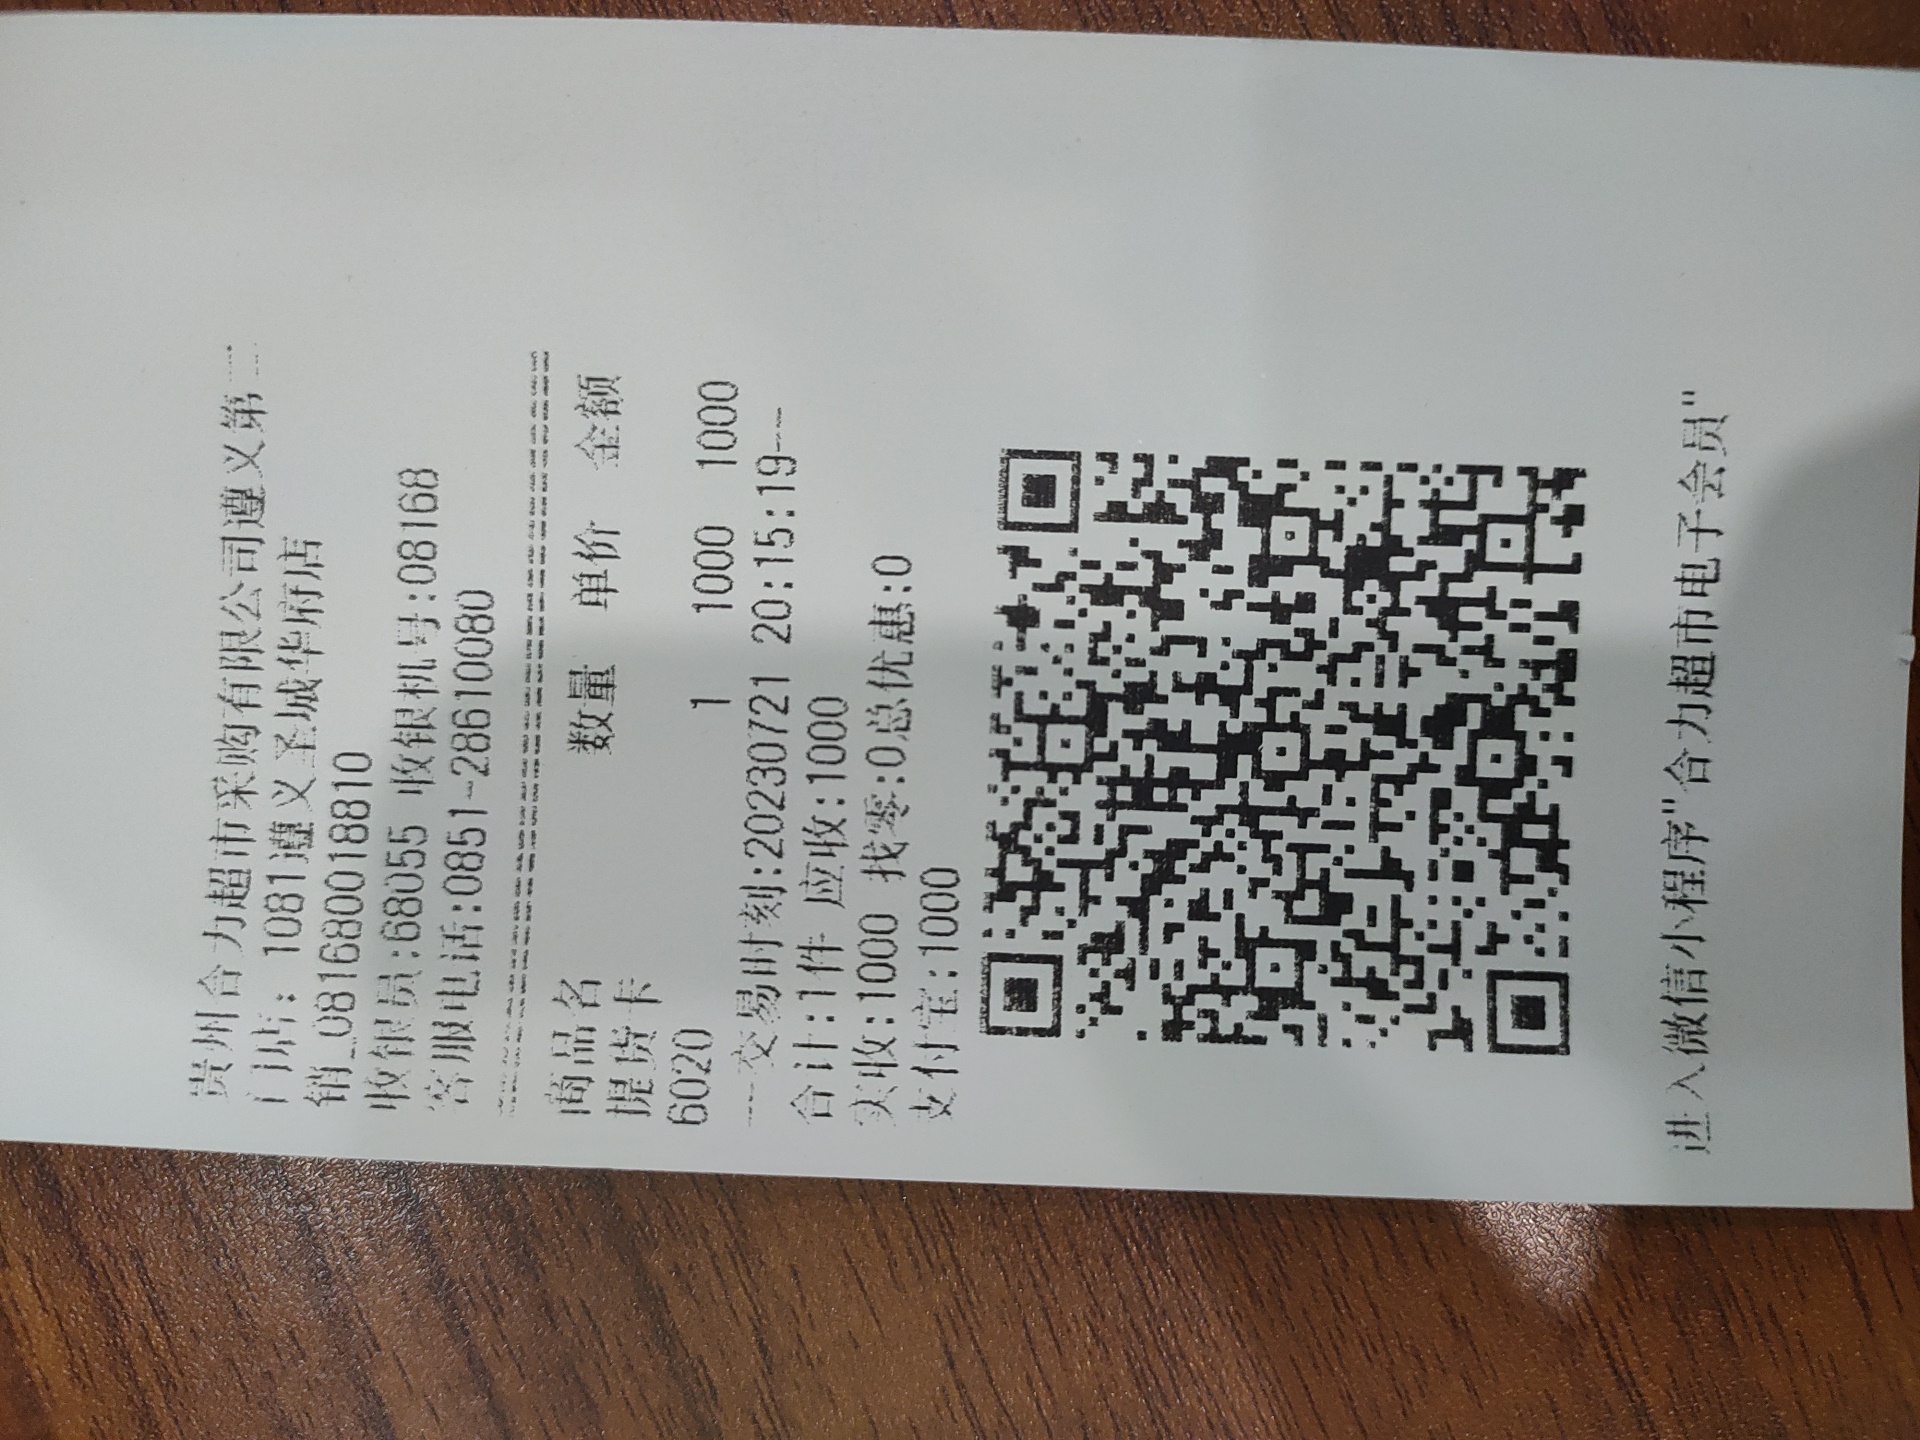 贵州合力超市采购有限公司遵义第二
门店: 1081遵义圣城华府店
销_081680018810
收银员:68055 收银机号:08168
客服电话:0851-28610080
商品名 数量 单价 金额
提货卡
6020 1 1000 1000
---交易时刻:20230721 20:15:19---
合计:1件 应收:1000
实收:1000 找零:0总优惠:0
支付宝:1000
进入微信小程序"合力超市电子会员"